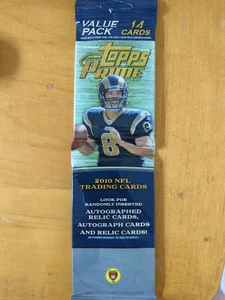 VALUE PACK
14 CARDS
Topps
PRIME
8
2010 NFL
TRADING CARDS
LOOK FOR
RANDOMLY INSERTED
AUTOGRAPHED
RELIC CARDS,
AUTOGRAPH CARDS
AND RELIC CARDS!